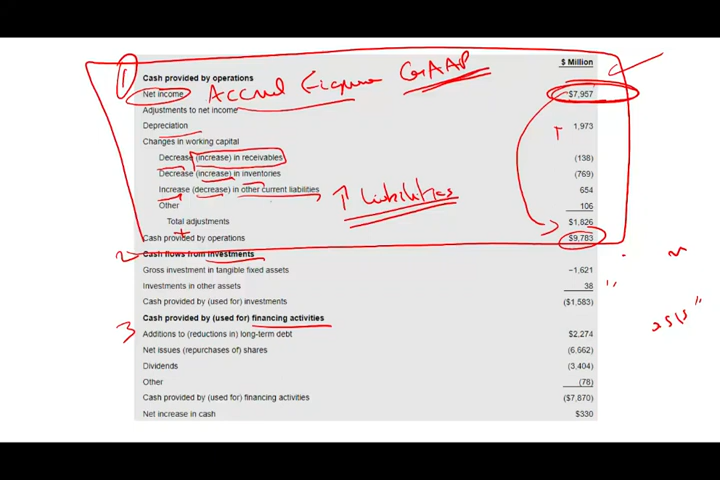 $ Million
Cash provided by operations
1
Net income $7,957
Accrual Figure GAAP
Adjustments to net income
Depreciation 1,973
Changes in working capital
Decrease (increase) in receivables (138)
Decrease (increase) in inventories (769)
Increase (decrease) in other current liabilities 654
↑ Liabilities
Other 106
Total adjustments $1,826
Cash provided by operations $9,783
2 Cash flows from investments
Gross investment in tangible fixed assets −1,621
Investments in other assets 38
Cash provided by (used for) investments ($1,583)
3 Cash provided by (used for) financing activities
Additions to (reductions in) long-term debt $2.274
Net issues (repurchases of) shares (6,662)
Dividends (3,404)
Other (78)
Cash provided by (used for) financing activities ($7,870)
Net increase in cash $330